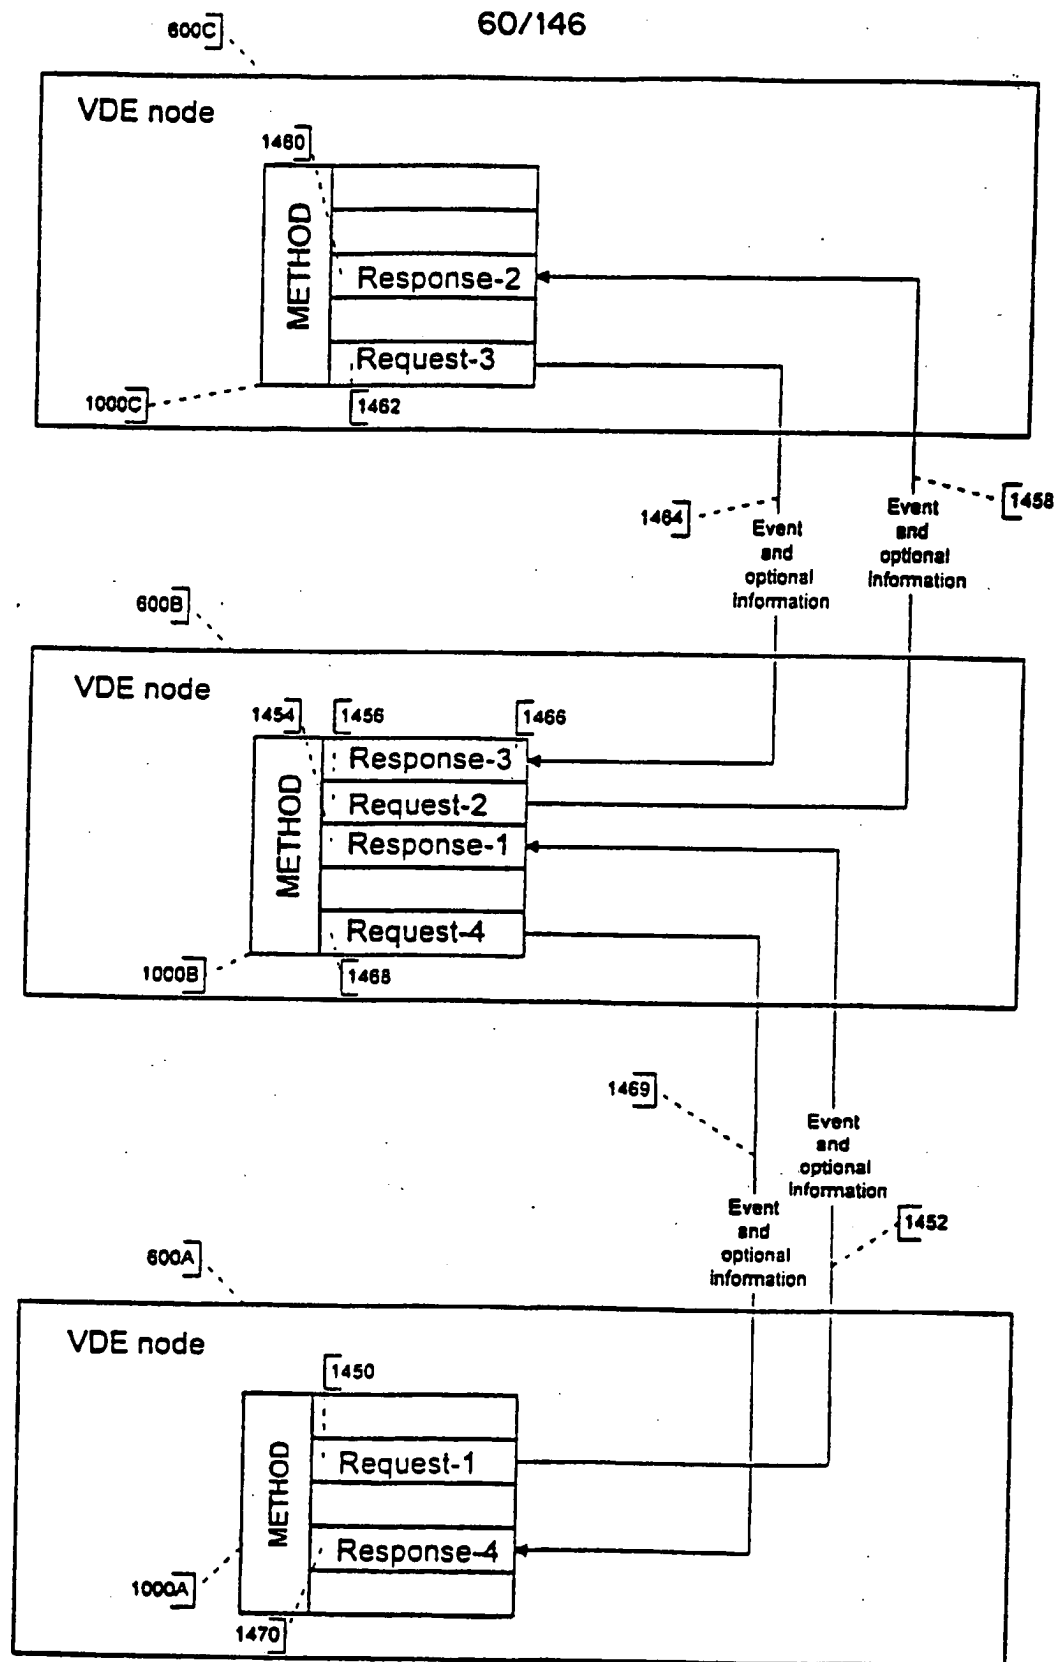 60/146
600C
VDE node
1460
METHOD
Response-2
Request-3
1000C
1462
1464
Event
and
optional
information
Event
and
optional
information
1458
600B
VDE node
1454
1456
1466
METHOD
Response-3
Request-2
Response-1
Request-4
1000B
1468
1469
Event
and
optional
information
Event
and
optional
information
1452
600A
VDE node
1450
METHOD
Request-1
Response-4
1000A
1470